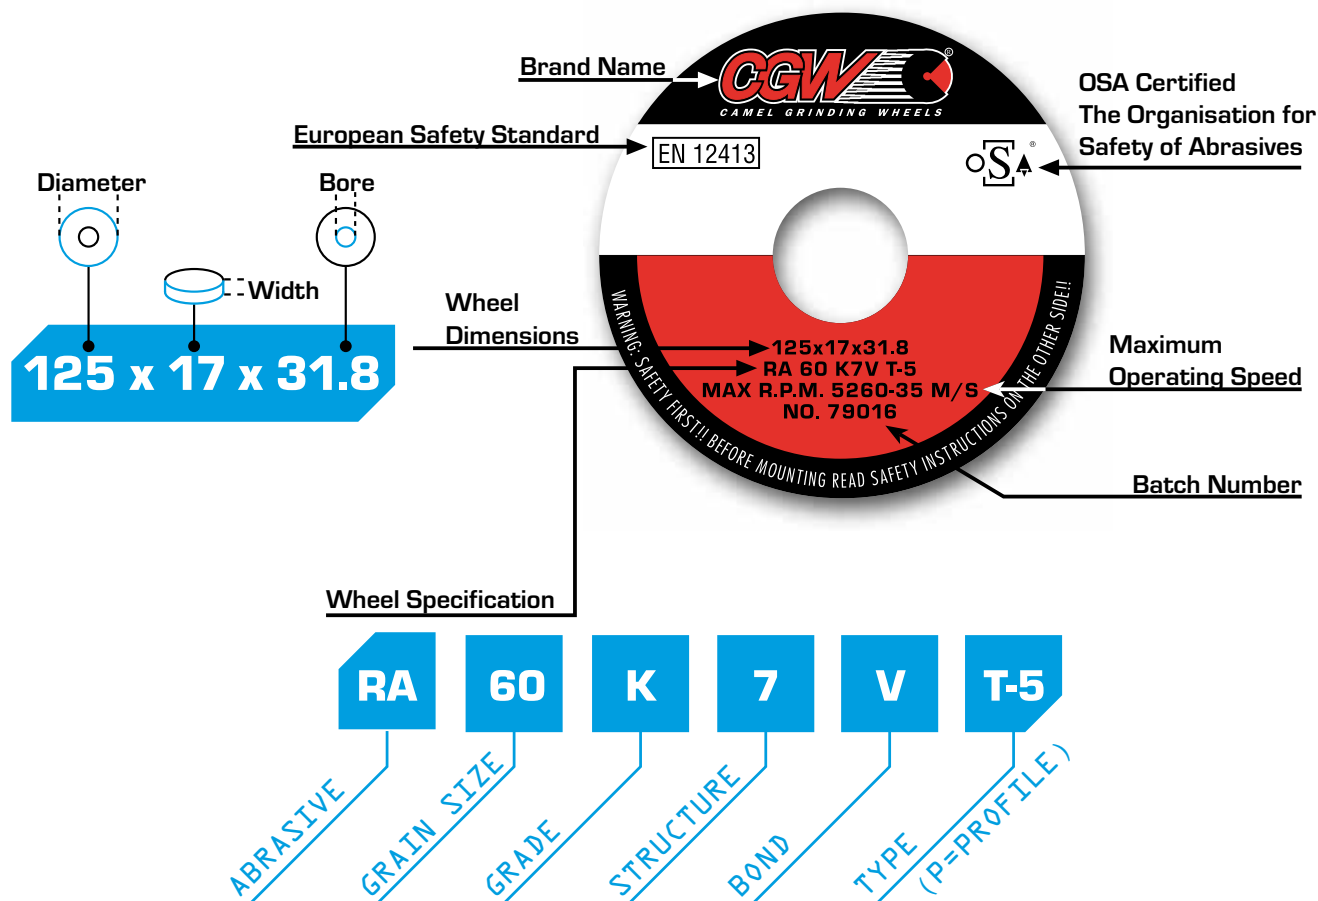 Brand Name
CGW
®
CAMEL GRINDING WHEELS
OSA Certified
The Organisation for
Safety of Abrasives
European Safety Standard
EN 12413
oSA
®
Diameter
Bore
Width
125 x 17 x 31.8
Wheel
Dimensions
125x17x31.8
RA 60 K7V T-5
MAX R.P.M. 5260-35 M/S
NO. 79016
WARNING: SAFETY FIRST!! BEFORE MOUNTING READ SAFETY INSTRUCTIONS ON THE OTHER SIDE!!
Maximum
Operating Speed
Batch Number
Wheel Specification
RA
60
K
7
V
T-5
ABRASIVE
GRAIN SIZE
GRADE
STRUCTURE
BOND
TYPE
(P=PROFILE)